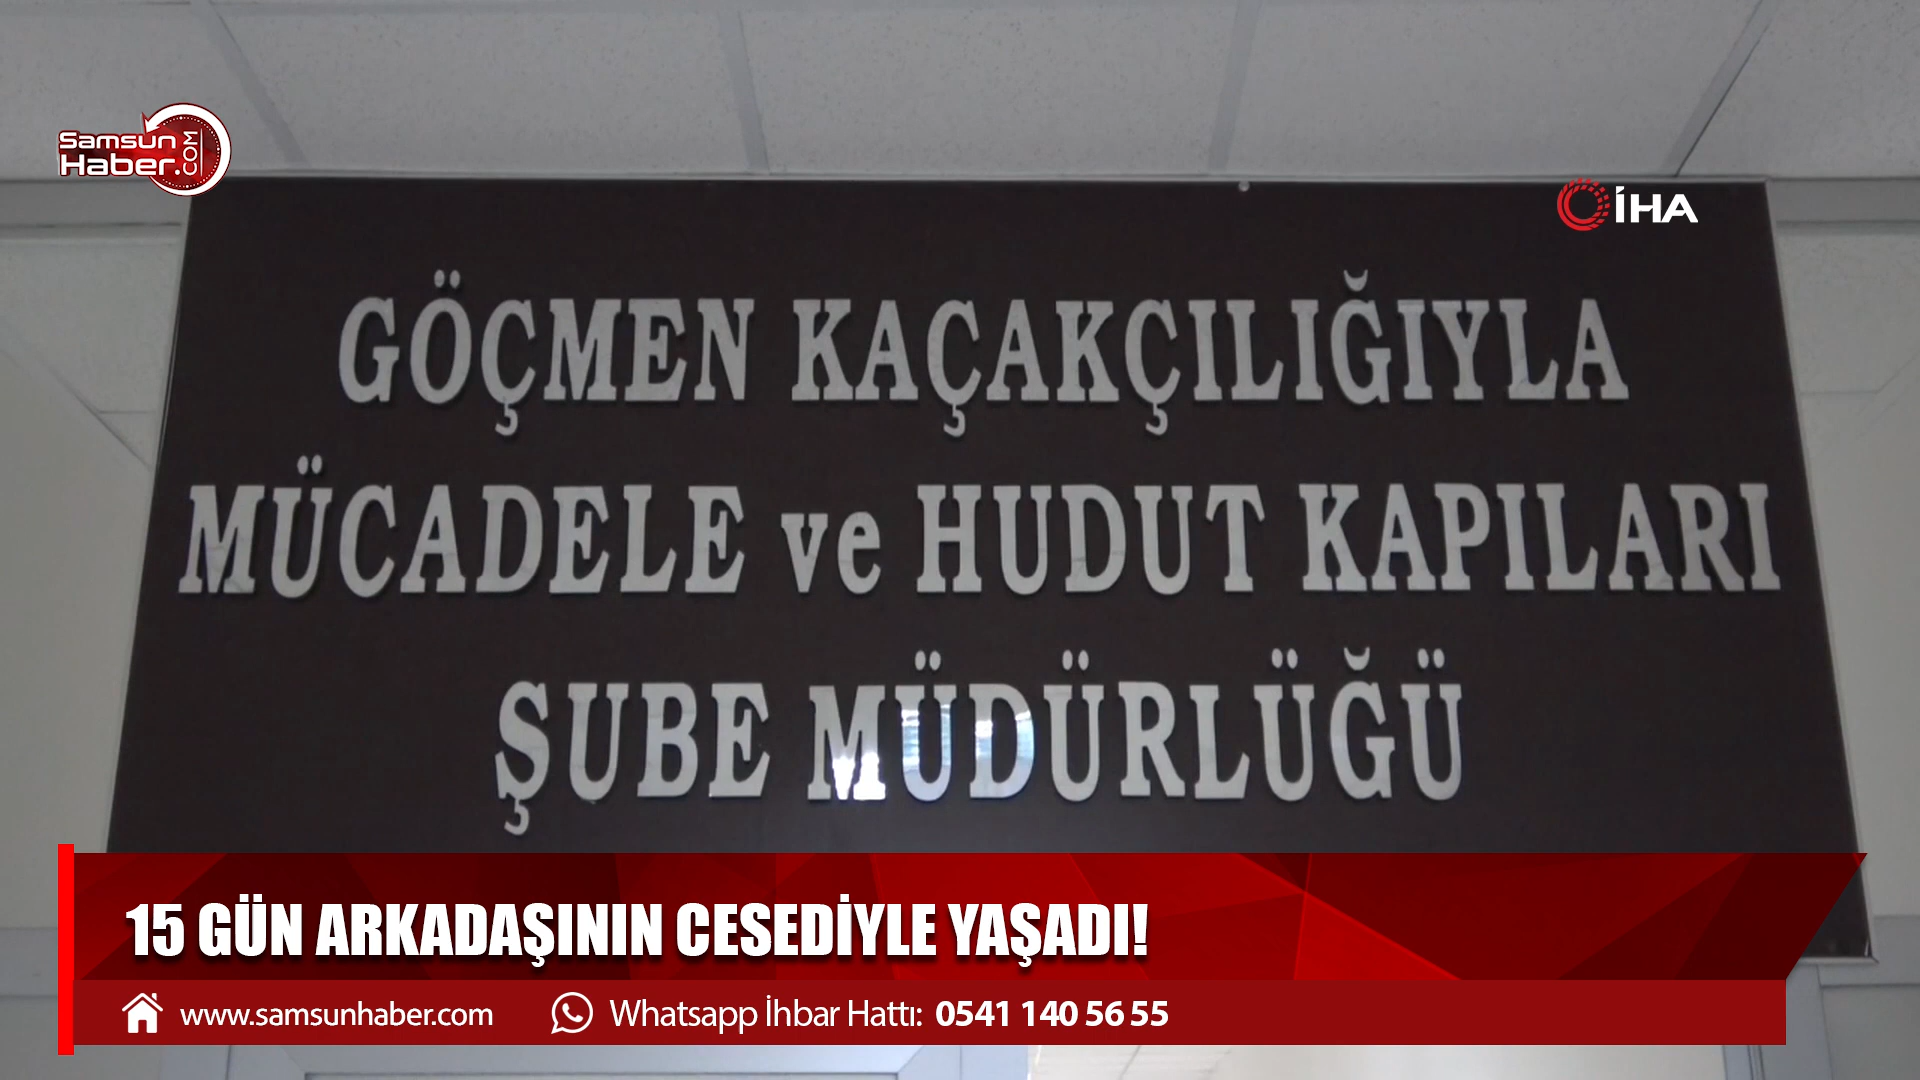 Samsun
Haber.COM
İHA
GÖÇMEN KAÇAKÇILIĞIYLA
MÜCADELE ve HUDUT KAPILARI
ŞUBE MÜDÜRLÜĞÜ
15 GÜN ARKADAŞININ CESEDİYLE YAŞADI!
www.samsunhaber.com Whatsapp İhbar Hattı: 0541 140 56 55